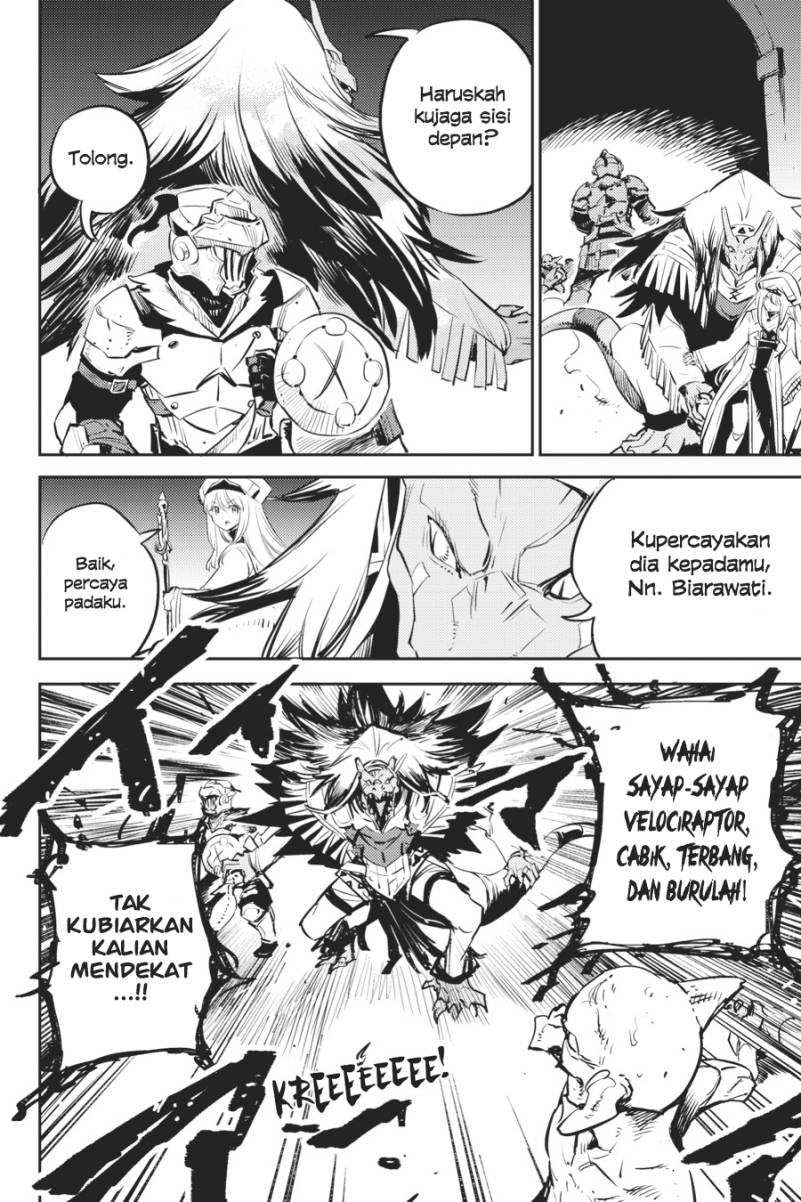 Haruskah
kujaga sisi
depan?
Tolong.
Kupercayakan
dia kepadamu,
Nn. Biarawati.
Baik,
percaya
padaku.
WAHAI
SAYAP-SAYAP
VELOCIRAPTOR,
CABIK, TERBANG,
DAN BURULAH!
TAK
KUBIARKAN
KALIAN
MENDEKAT
...!!
KREEEEEEEE!